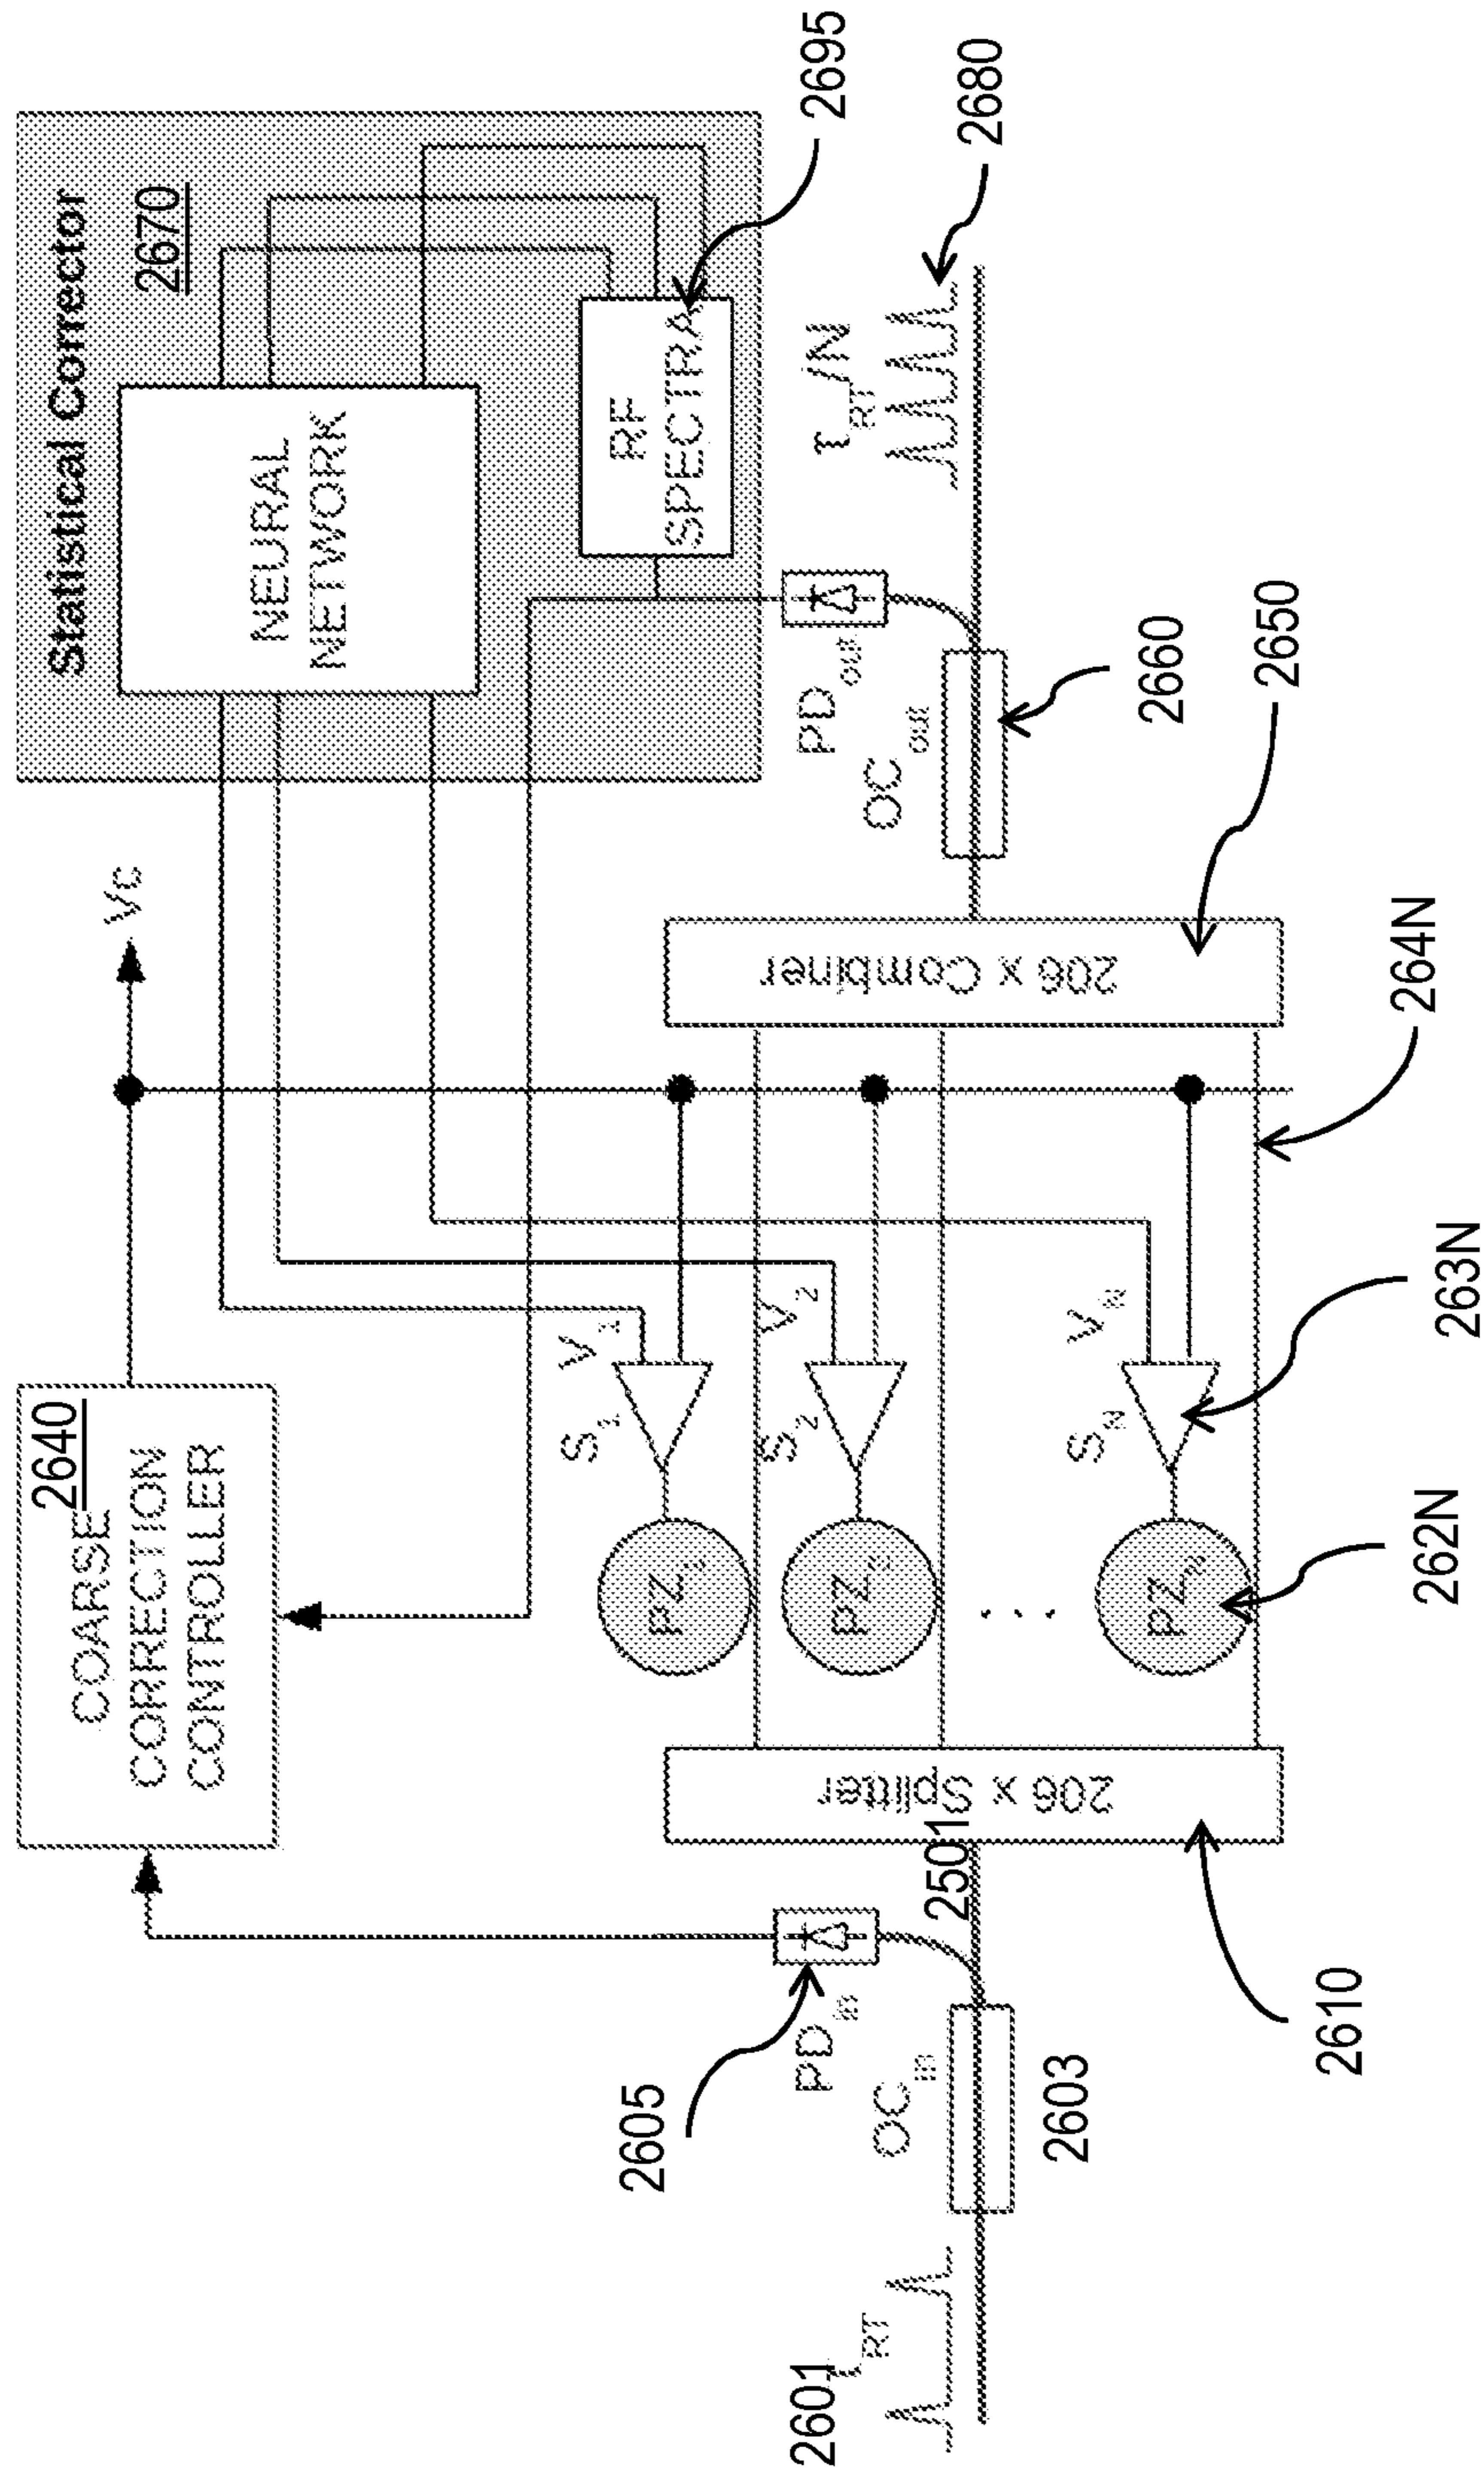 Statistical Corrector
2670
NEURAL
NETWORK
RF
SPECTRA
2695
2640
COARSE
CORRECTION
CONTROLLER
Vc
S1
V1
S2
V2
SN
VN
PZ1
PZ2
. . .
PZN
262N
263N
264N
206 x Splitter
206 x Combiner
2501
2601
τRT
OCin
2603
PDin
2605
2610
PDout
OCout
2660
2650
τRT/N
2680